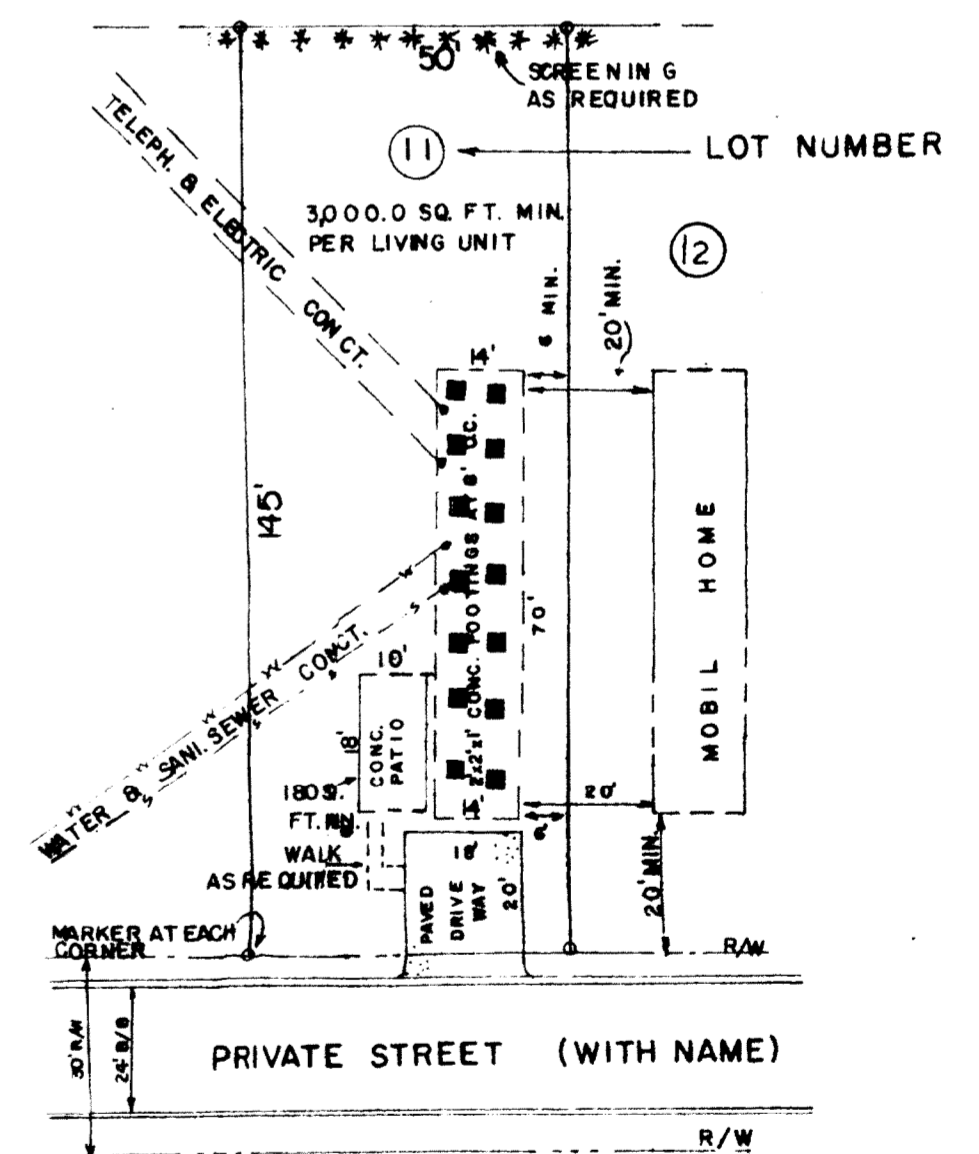 50'
SCREENING
AS REQUIRED
11
LOT NUMBER
TELEPH. & ELECTRIC CONCT.
3,000.0 SQ. FT. MIN.
PER LIVING UNIT
12
6 MIN.
20' MIN.
14'
145'
2'x2'x1' CONC. FOOTINGS AT 8' O.C.
70'
MOBIL HOME
WATER & SANI. SEWER CONCT.
W
S
10'
18'
CONC.
PATIO
180 S.
FT. MIN.
WALK
AS REQUIRED
14
20'
20' MIN.
PAVED
DRIVE
WAY
20'
MARKER AT EACH
CORNER
R/W
30' R/W
24' B/B
PRIVATE STREET (WITH NAME)
R/W